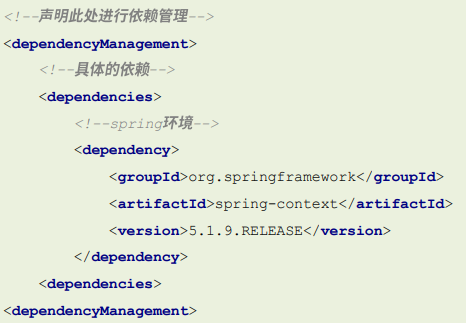 <!--声明此处进行依赖管理-->
<dependencyManagement>
<!--具体的依赖-->
<dependencies>
<!--spring环境-->
<dependency>
<groupId>org.springframework</groupId>
<artifactId>spring-context</artifactId>
<version>5.1.9.RELEASE</version>
</dependency>
<dependencies>
<dependencyManagement>